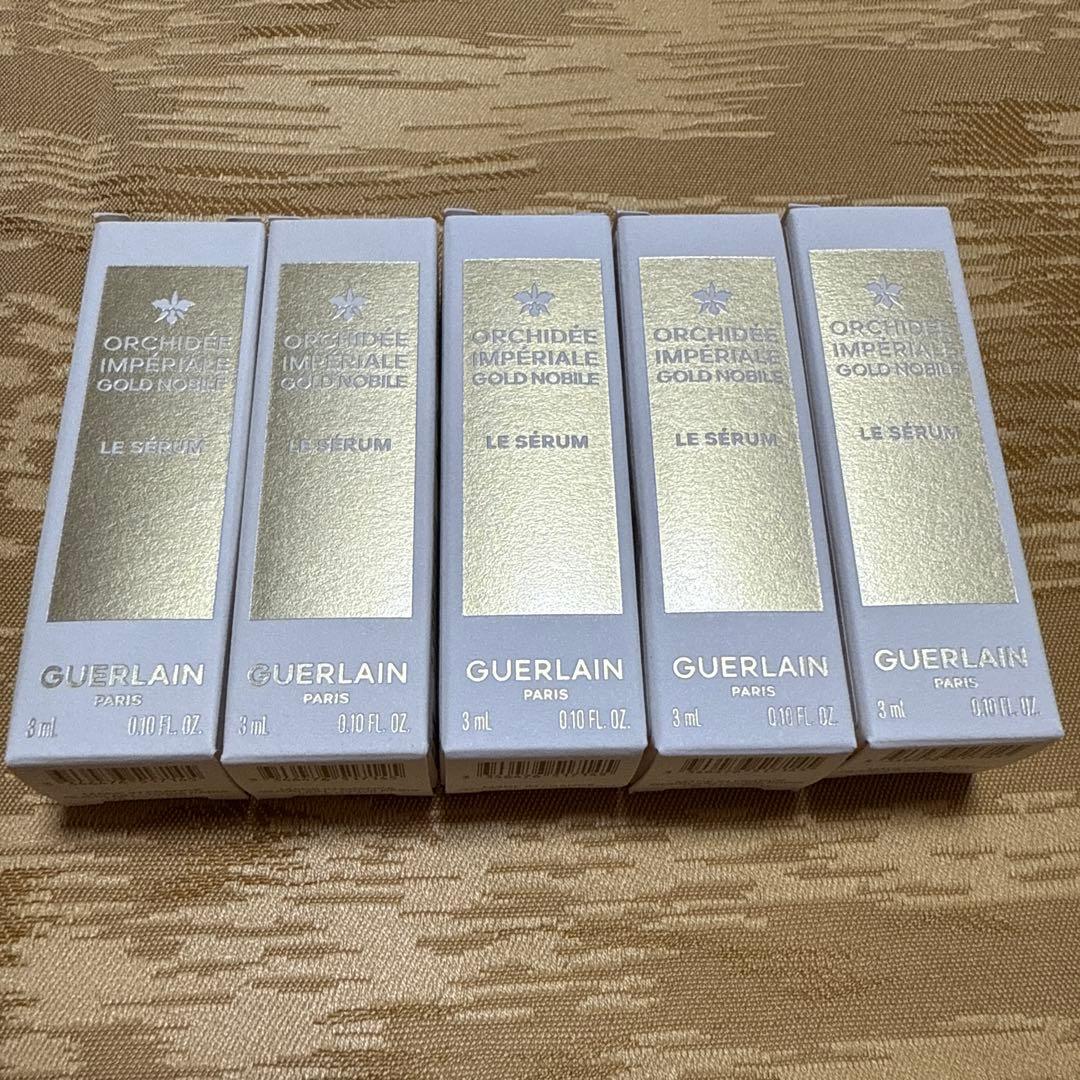 ORCHIDÉE
IMPÉRIALE
GOLD NOBILE
LE SÉRUM
GUERLAIN
PARIS
3 mL 0.10 FL. OZ.
ORCHIDÉE
IMPÉRIALE
GOLD NOBILE
LE SÉRUM
GUERLAIN
PARIS
3 mL 0.10 FL. OZ.
ORCHIDÉE
IMPÉRIALE
GOLD NOBILE
LE SÉRUM
GUERLAIN
PARIS
3 mL 0.10 FL. OZ.
ORCHIDÉE
IMPÉRIALE
GOLD NOBILE
LE SÉRUM
GUERLAIN
PARIS
3 mL 0.10 FL. OZ.
ORCHIDÉE
IMPÉRIALE
GOLD NOBILE
LE SÉRUM
GUERLAIN
PARIS
3 ml 0.10 FL. OZ.